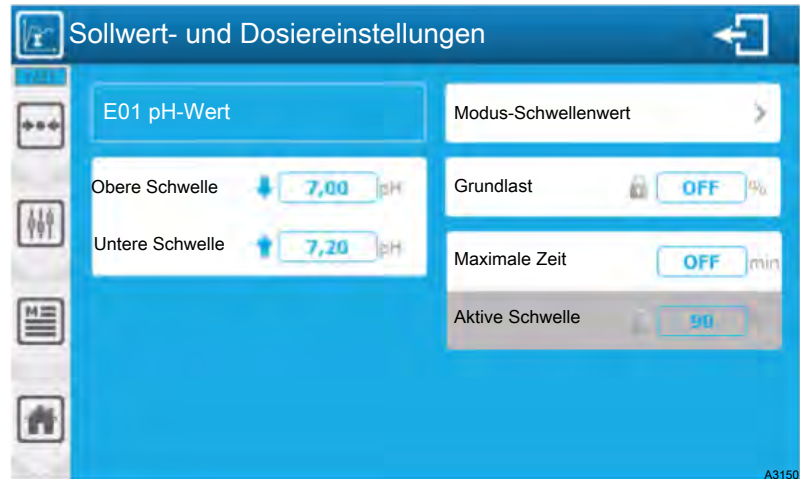 Sollwert- und Dosiereinstellungen
E01 pH-Wert
Modus-Schwellenwert
Obere Schwelle 7,00 pH
Untere Schwelle 7,20 pH
Grundlast OFF %
Maximale Zeit OFF min
Aktive Schwelle 90
A3150